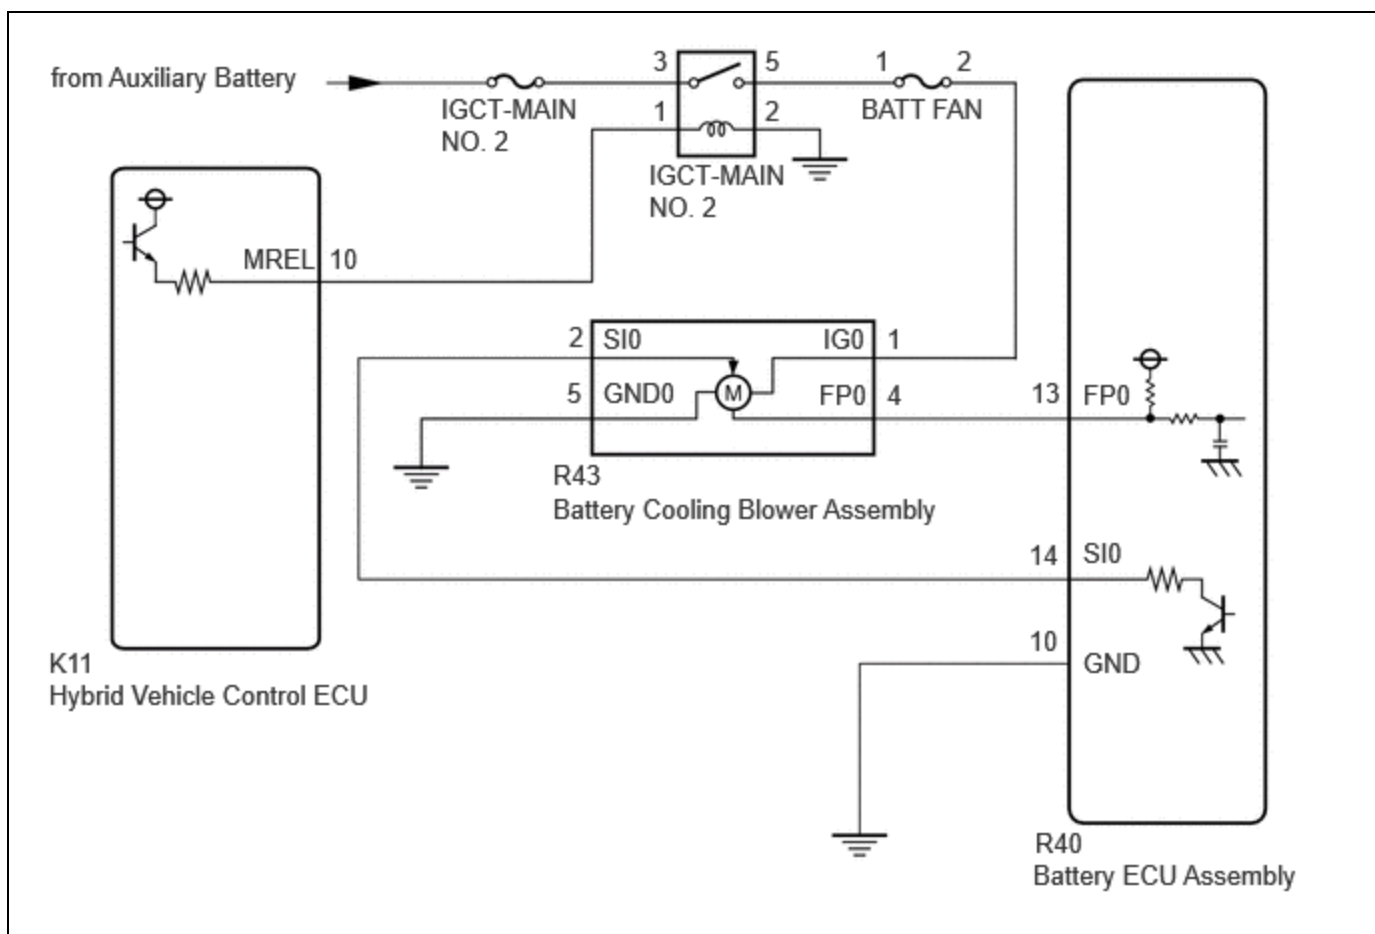 from Auxiliary Battery
3
5
1
2
IGCT-MAIN
NO. 2
BATT FAN
1
2
IGCT-MAIN
NO. 2
MREL
10
2
SI0
IG0
1
5
GND0
M
FP0
4
13
FP0
R43
Battery Cooling Blower Assembly
14
SI0
10
GND
K11
Hybrid Vehicle Control ECU
R40
Battery ECU Assembly